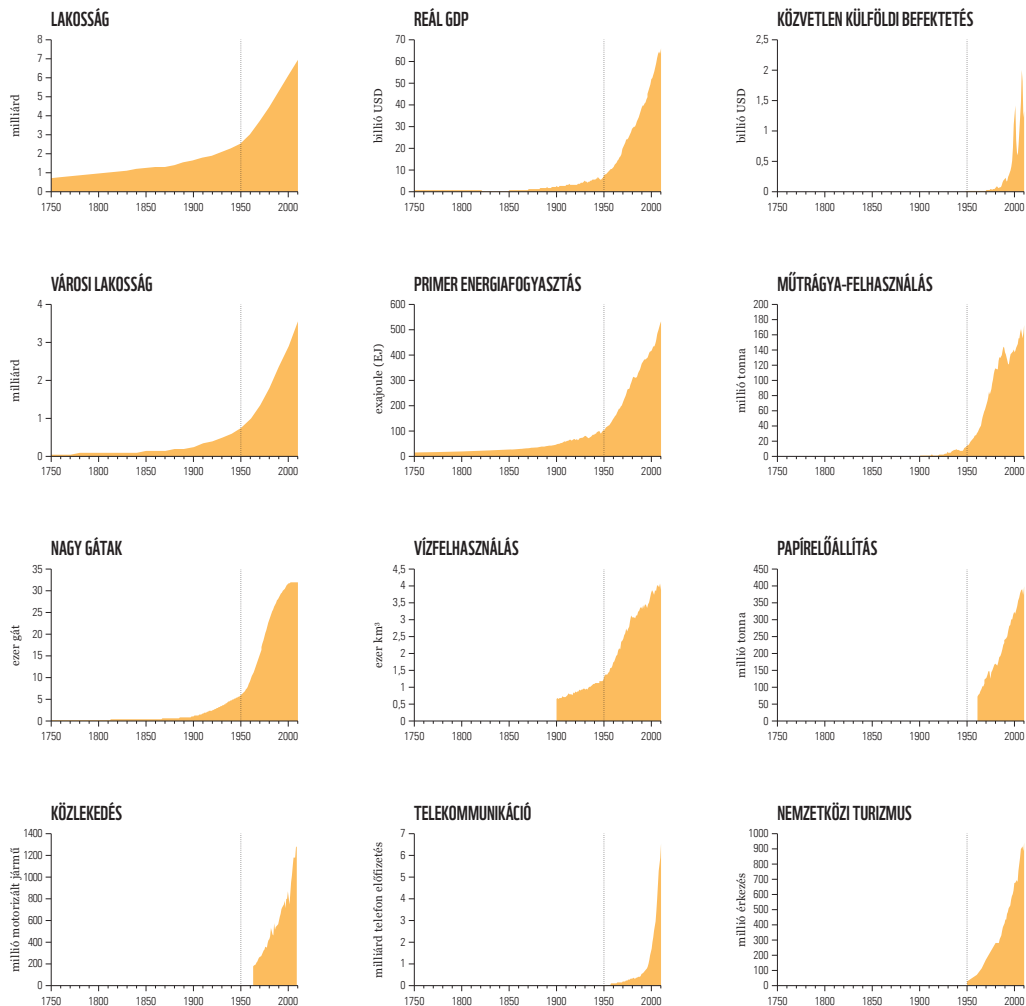 LAKOSSÁG
milliárd
8
7
6
5
4
3
2
1
0
1750 1800 1850 1900 1950 2000
REÁL GDP
billió USD
70
60
50
40
30
20
10
0
1750 1800 1850 1900 1950 2000
KÖZVETLEN KÜLFÖLDI BEFEKTETÉS
billió USD
2,5
2
1,5
1
0,5
0
1750 1800 1850 1900 1950 2000
VÁROSI LAKOSSÁG
milliárd
4
3
2
1
0
1750 1800 1850 1900 1950 2000
PRIMER ENERGIAFOGYASZTÁS
exajoule (EJ)
600
500
400
300
200
100
0
1750 1800 1850 1900 1950 2000
MŰTRÁGYA-FELHASZNÁLÁS
millió tonna
200
180
160
140
120
100
80
60
40
20
0
1750 1800 1850 1900 1950 2000
NAGY GÁTAK
ezer gát
35
30
25
20
15
10
5
0
1750 1800 1850 1900 1950 2000
VÍZFELHASZNÁLÁS
ezer km³
4,5
4
3,5
3
2,5
2
1,5
1
0,5
0
1750 1800 1850 1900 1950 2000
PAPÍRELŐÁLLÍTÁS
millió tonna
450
400
350
300
250
200
150
100
50
0
1750 1800 1850 1900 1950 2000
KÖZLEKEDÉS
millió motorizált jármű
1400
1200
1000
800
600
400
200
0
1750 1800 1850 1900 1950 2000
TELEKOMMUNIKÁCIÓ
milliárd telefon előfizetés
7
6
5
4
3
2
1
0
1750 1800 1850 1900 1950 2000
NEMZETKÖZI TURIZMUS
millió érkezés
1000
900
800
700
600
500
400
300
200
100
0
1750 1800 1850 1900 1950 2000